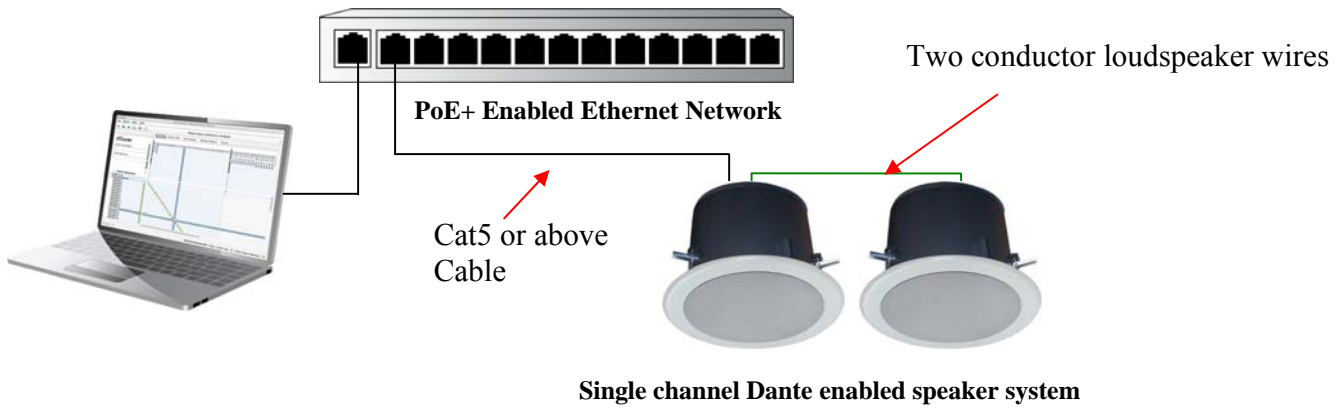 Two conductor loudspeaker wires
PoE+ Enabled Ethernet Network
Cat5 or above
Cable
Single channel Dante enabled speaker system